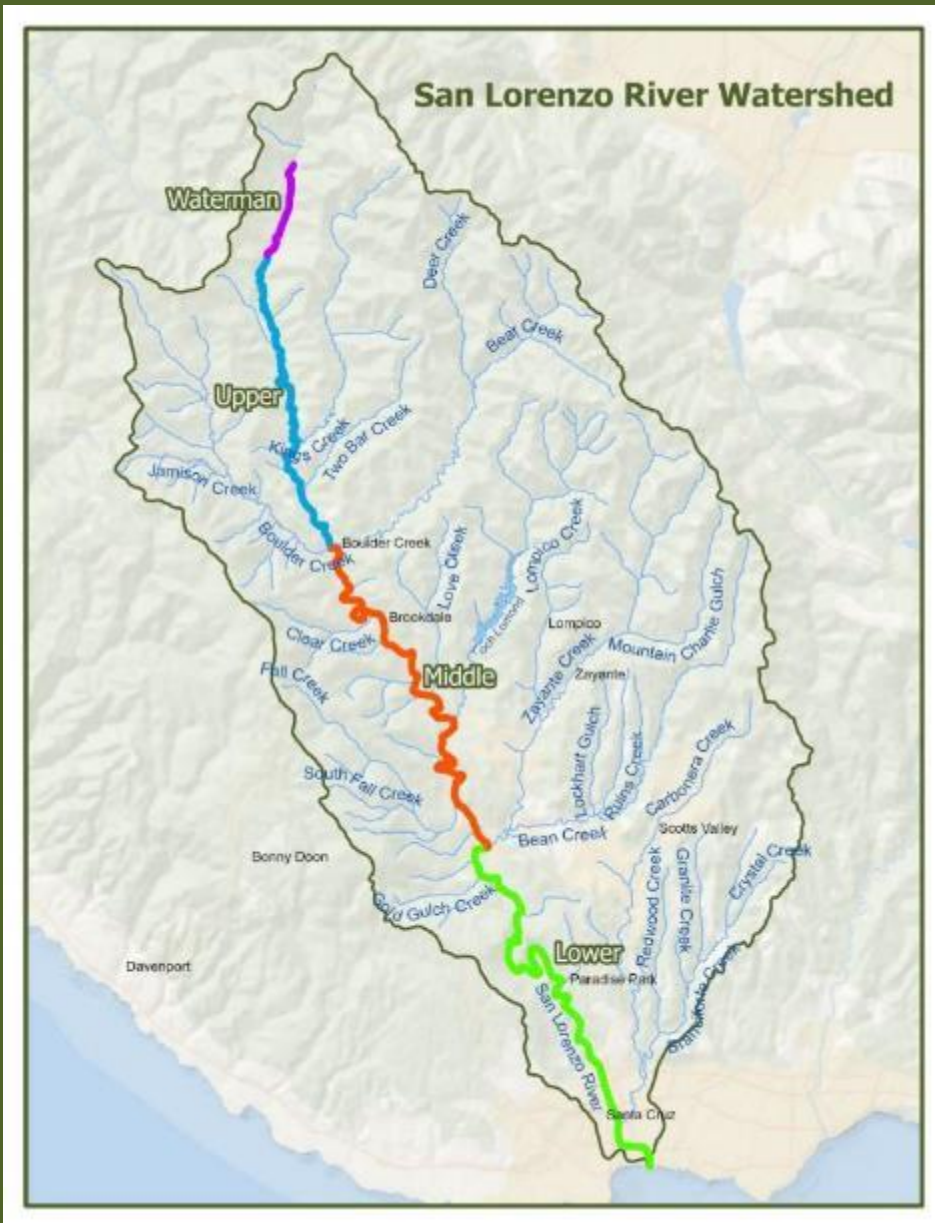 San Lorenzo River Watershed
Waterman
Deer Creek
Bear Creek
Upper
Kings Creek
Two Bar Creek
Jamison Creek
Boulder Creek
Boulder Creek
Love Creek
Lompico Creek
Brookdale
Lomond
Lompico
Mountain Charlie Gulch
Clear Creek
Zayante Creek
Zayante
Fall Creek
Middle
Lockhart Gulch
Ruins Creek
Carbonera Creek
South Fall Creek
Bean Creek
Scotts Valley
Bonny Doon
Redwood Creek
Granite Creek
Crystal Creek
Gold Gulch Creek
Lower
Davenport
Paradise Park
Branciforte Creek
San Lorenzo River
Santa Cruz